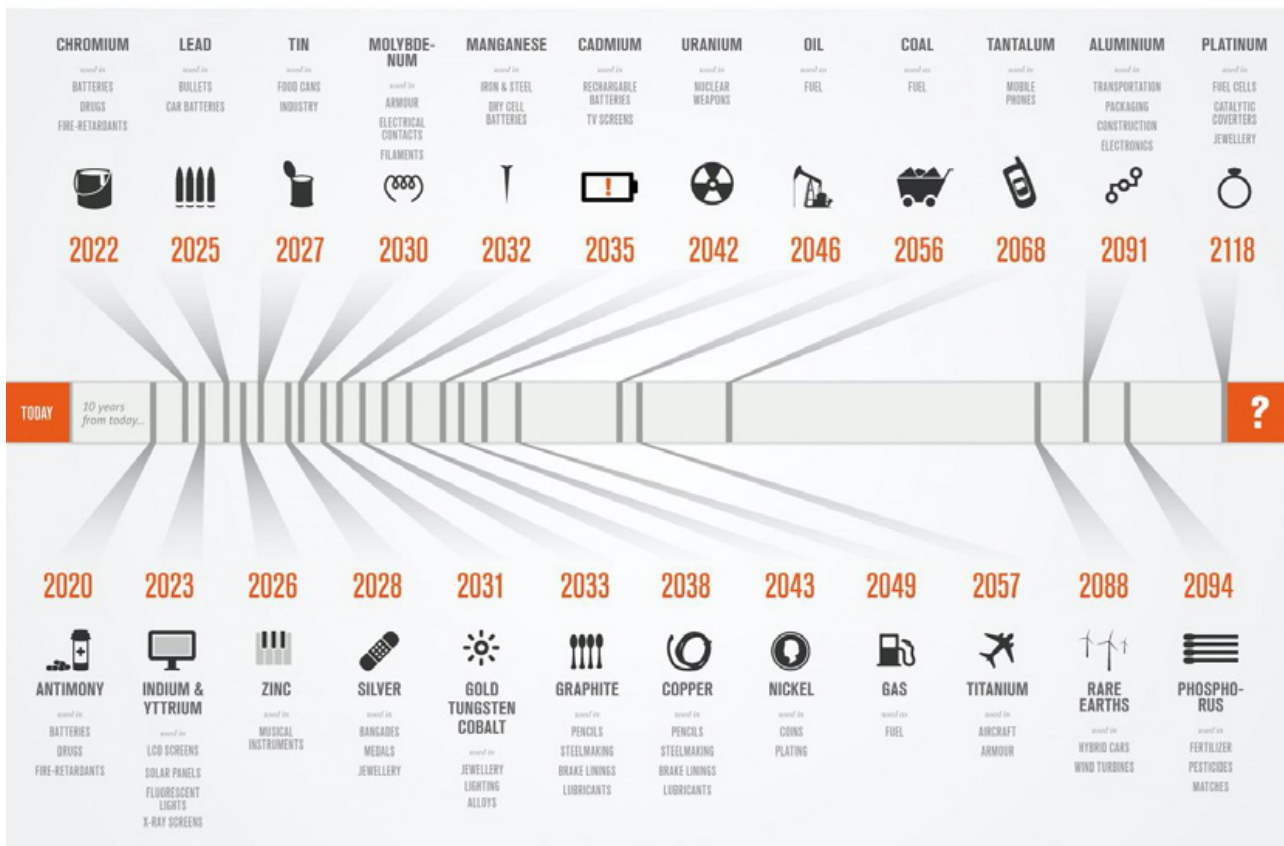 CHROMIUM
used in
BATTERIES
DRUGS
FIRE-RETARDANTS
2022
LEAD
used in
BULLETS
CAR BATTERIES
2025
TIN
used in
FOOD CANS
INDUSTRY
2027
MOLYBDE-
NUM
used in
ARMOUR
ELECTRICAL
CONTACTS
FILAMENTS
2030
MANGANESE
used in
IRON & STEEL
DRY CELL
BATTERIES
2032
CADMIUM
used in
RECHARGABLE
BATTERIES
TV SCREENS
!
2035
URANIUM
used in
NUCLEAR
WEAPONS
2042
OIL
used as
FUEL
2046
COAL
used as
FUEL
2056
TANTALUM
used in
MOBILE
PHONES
2068
ALUMINIUM
used in
TRANSPORTATION
PACKAGING
CONSTRUCTION
ELECTRONICS
2091
PLATINUM
used in
FUEL CELLS
CATALYTIC
COVERTERS
JEWELLERY
2118
TODAY
10 years
from today...
?
2020
ANTIMONY
used in
BATTERIES
DRUGS
FIRE-RETARDANTS
2023
INDIUM &
YTTRIUM
used in
LCD SCREENS
SOLAR PANELS
FLUORESCENT
LIGHTS
X-RAY SCREENS
2026
ZINC
used in
MUSICAL
INSTRUMENTS
2028
SILVER
used in
BANGADES
MEDALS
JEWELLERY
2031
GOLD
TUNGSTEN
COBALT
used in
JEWELLERY
LIGHTING
ALLOYS
2033
GRAPHITE
used in
PENCILS
STEELMAKING
BRAKE LININGS
LUBRICANTS
2038
COPPER
used in
PENCILS
STEELMAKING
BRAKE LININGS
LUBRICANTS
2043
NICKEL
used in
COINS
PLATING
2049
GAS
used as
FUEL
2057
TITANIUM
used in
AIRCRAFT
ARMOUR
2088
RARE
EARTHS
used in
HYBRID CARS
WIND TURBINES
2094
PHOSPHO-
RUS
used in
FERTILIZER
PESTICIDES
MATCHES